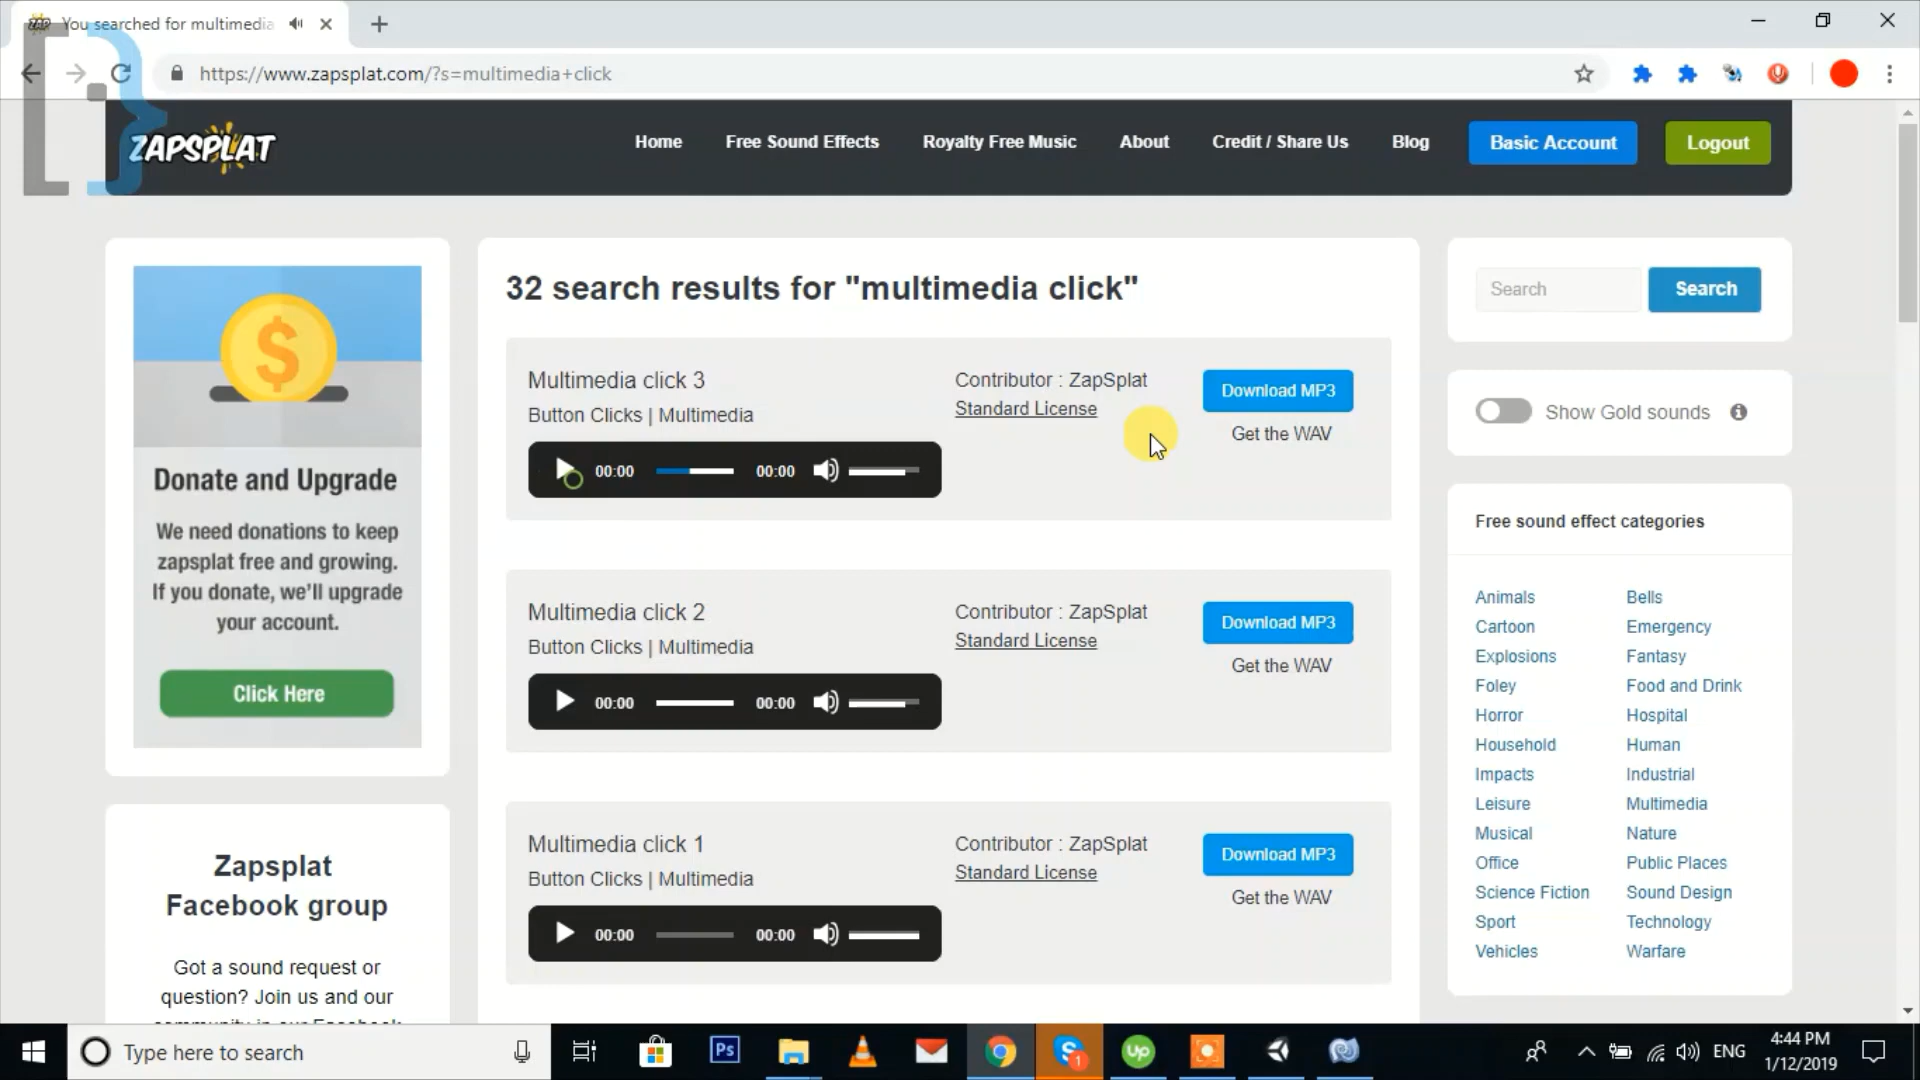 You searched for multimedia
https://www.zapsplat.com/?s=multimedia+click
ZAPSPLAT
Home
Free Sound Effects
Royalty Free Music
About
Credit / Share Us
Blog
Basic Account
Logout
$
Donate and Upgrade
We need donations to keep
zapsplat free and growing.
If you donate, we'll upgrade
your account.
Click Here
Zapsplat
Facebook group
Got a sound request or
question? Join us and our
community in our Facebook
32 search results for "multimedia click"
Multimedia click 3
Button Clicks | Multimedia
00:00
00:00
Contributor : ZapSplat
Standard License
Download MP3
Get the WAV
Multimedia click 2
Button Clicks | Multimedia
00:00
00:00
Contributor : ZapSplat
Standard License
Download MP3
Get the WAV
Multimedia click 1
Button Clicks | Multimedia
00:00
00:00
Contributor : ZapSplat
Standard License
Download MP3
Get the WAV
Search
Search
Show Gold sounds
Free sound effect categories
Animals
Bells
Cartoon
Emergency
Explosions
Fantasy
Foley
Food and Drink
Horror
Hospital
Household
Human
Impacts
Industrial
Leisure
Multimedia
Musical
Nature
Office
Public Places
Science Fiction
Sound Design
Sport
Technology
Vehicles
Warfare
Type here to search
Ps
S
1
Up
ENG
4:44 PM
1/12/2019